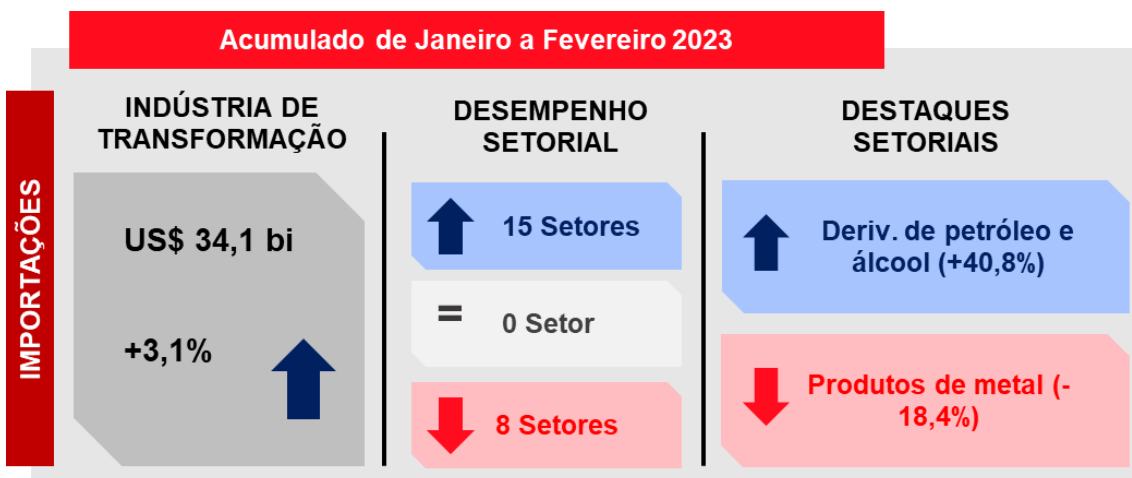 Acumulado de Janeiro a Fevereiro 2023
IMPORTAÇÕES
INDÚSTRIA DE
TRANSFORMAÇÃO
US$ 34,1 bi
+3,1%
DESEMPENHO
SETORIAL
15 Setores
=
0 Setor
8 Setores
DESTAQUES
SETORIAIS
Deriv. de petróleo e
álcool (+40,8%)
Produtos de metal (-
18,4%)